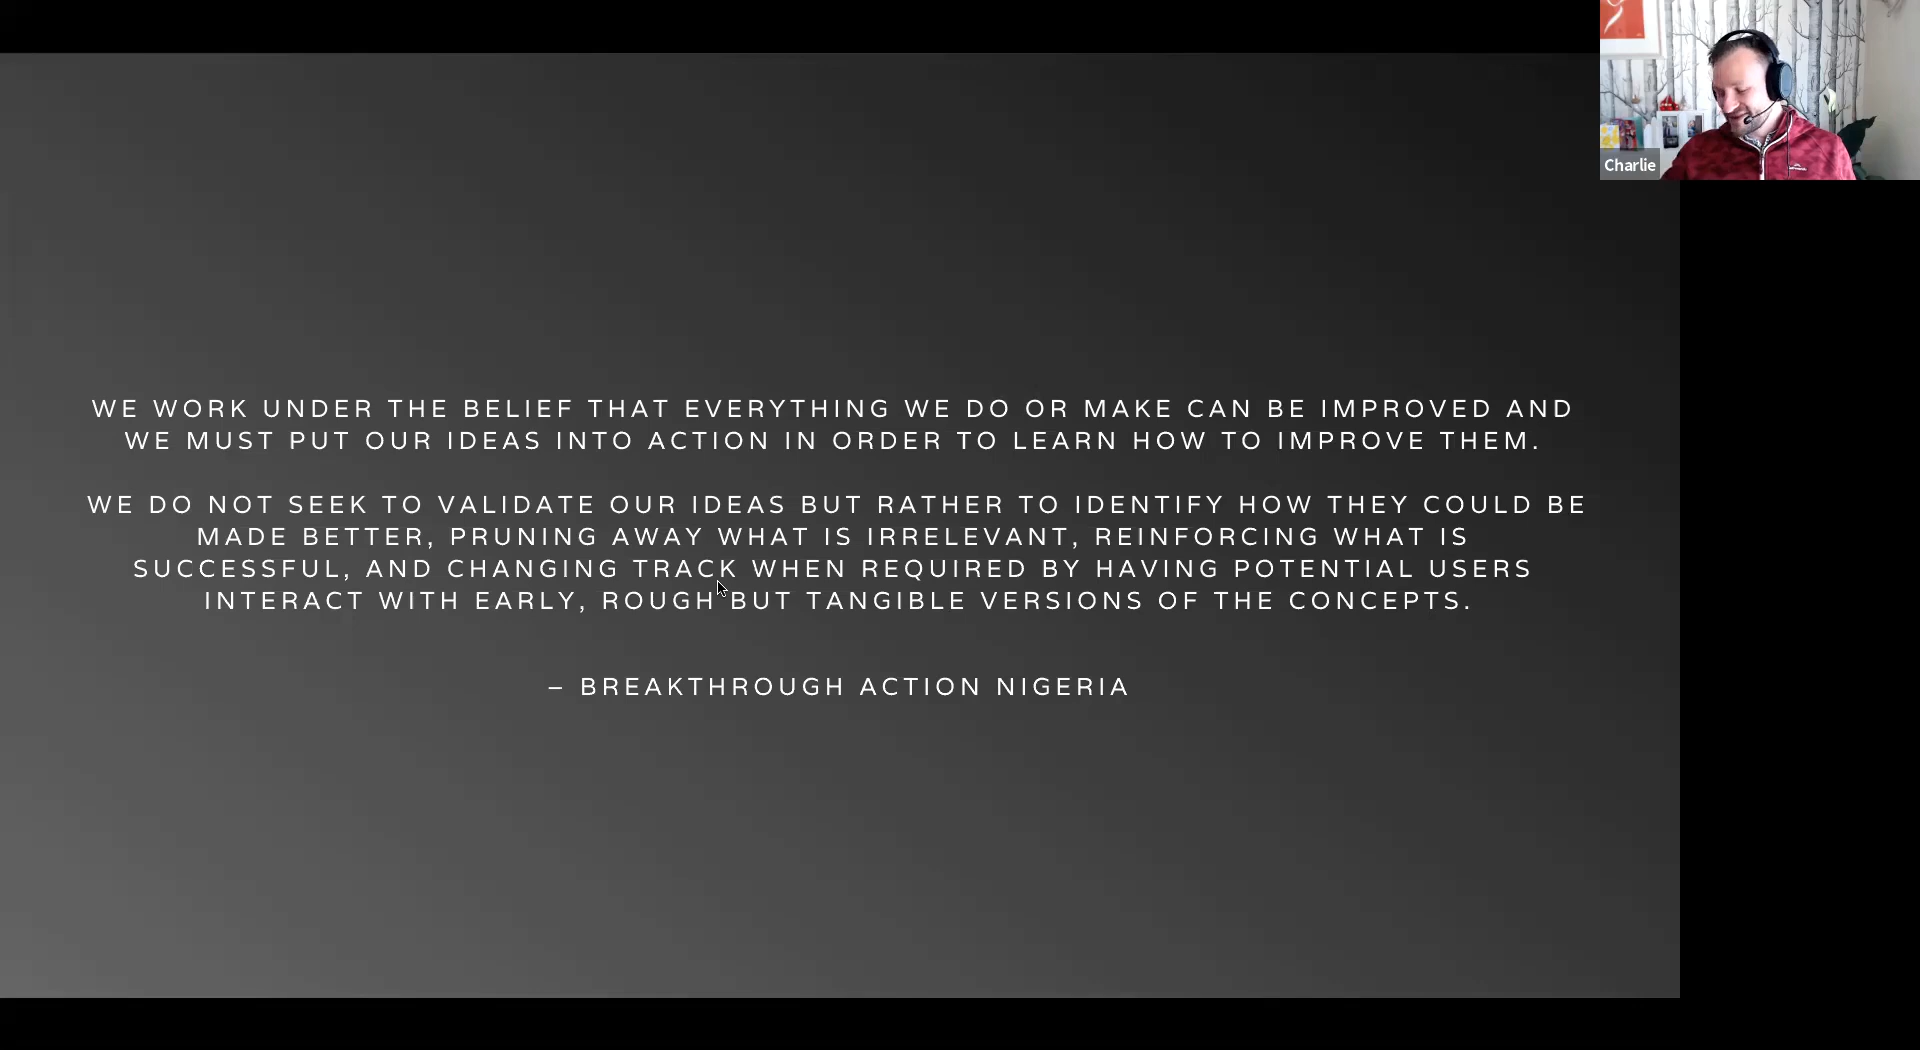 Charlie
WE WORK UNDER THE BELIEF THAT EVERYTHING WE DO OR MAKE CAN BE IMPROVED AND
WE MUST PUT OUR IDEAS INTO ACTION IN ORDER TO LEARN HOW TO IMPROVE THEM.
WE DO NOT SEEK TO VALIDATE OUR IDEAS BUT RATHER TO IDENTIFY HOW THEY COULD BE
MADE BETTER, PRUNING AWAY WHAT IS IRRELEVANT, REINFORCING WHAT IS
SUCCESSFUL, AND CHANGING TRACK WHEN REQUIRED BY HAVING POTENTIAL USERS
INTERACT WITH EARLY, ROUGH BUT TANGIBLE VERSIONS OF THE CONCEPTS.
– BREAKTHROUGH ACTION NIGERIA